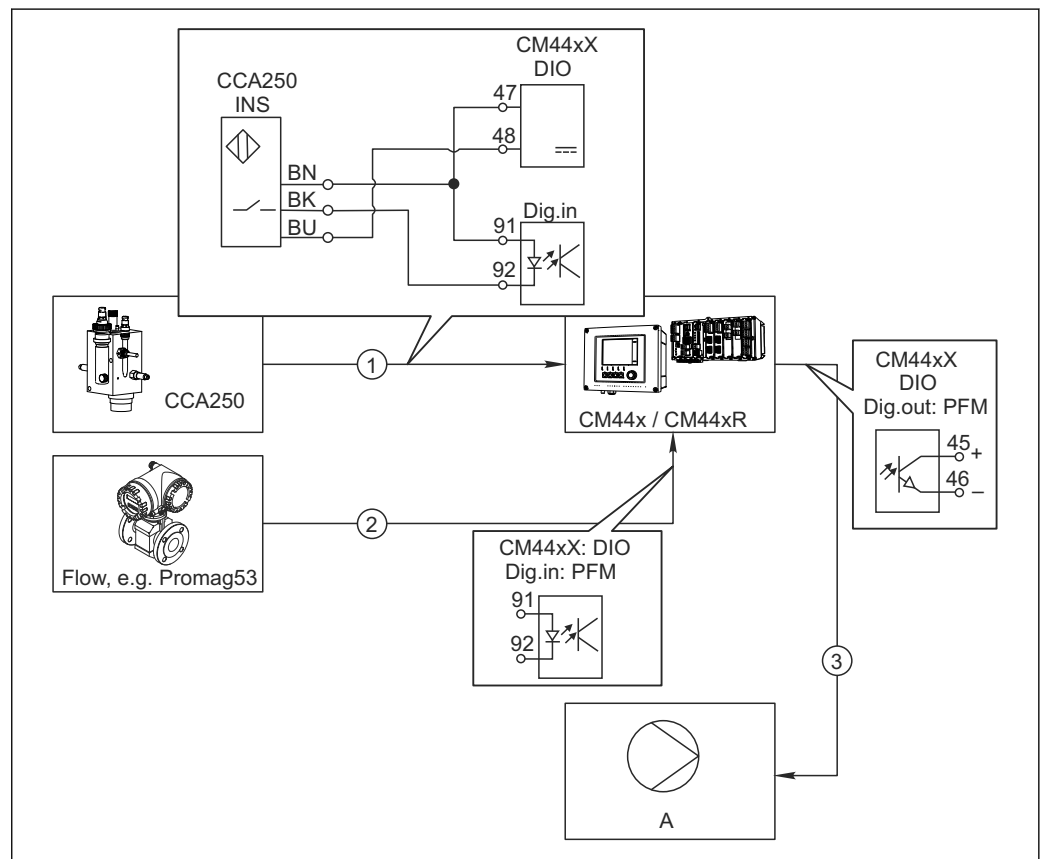 CM44xX
DIO
CCA250
INS
47
48
BN
BK
BU
Dig.in
91
92
CCA250
1
CM44x / CM44xR
CM44xX
DIO
Dig.out: PFM
45
+
46
–
Flow, e.g. Promag53
2
CM44xX: DIO
Dig.in: PFM
91
92
3
A